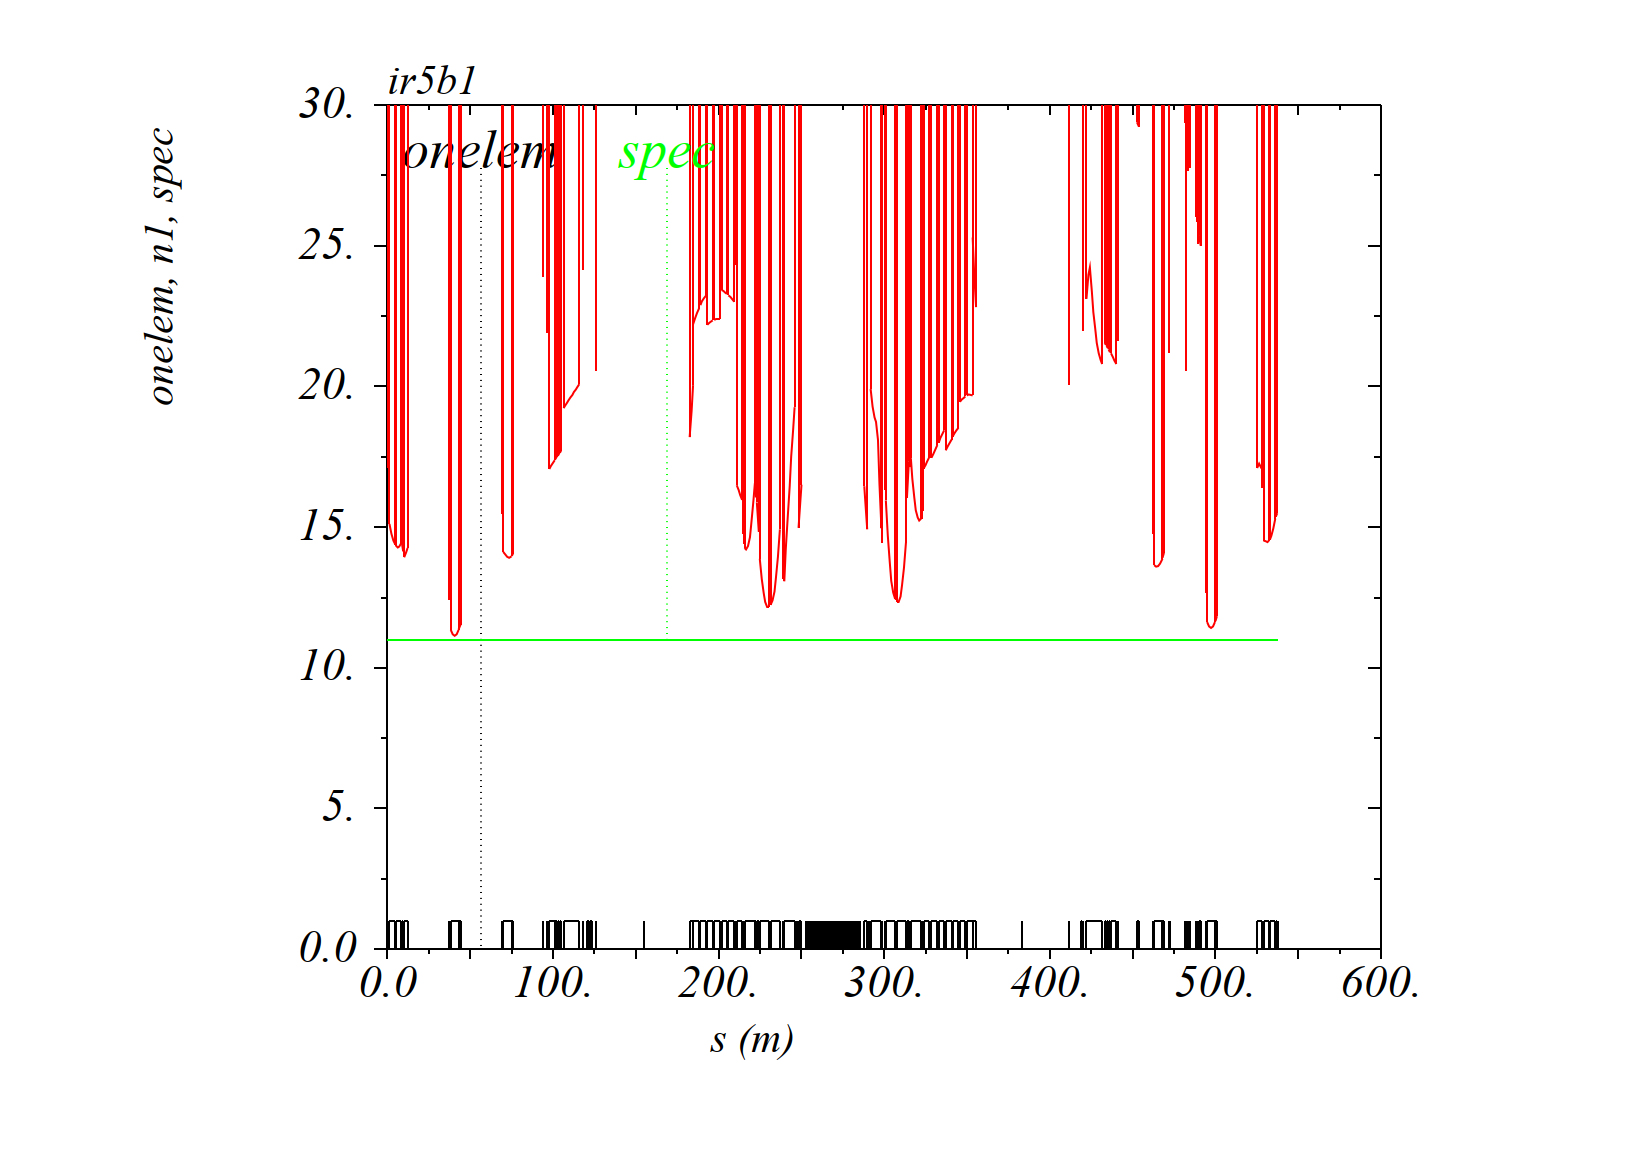 ir5b1
30.
onelem spec
onelem, n1, spec
25.
20.
15.
10.
5.
0.0
0.0 100. 200. 300. 400. 500. 600.
s (m)